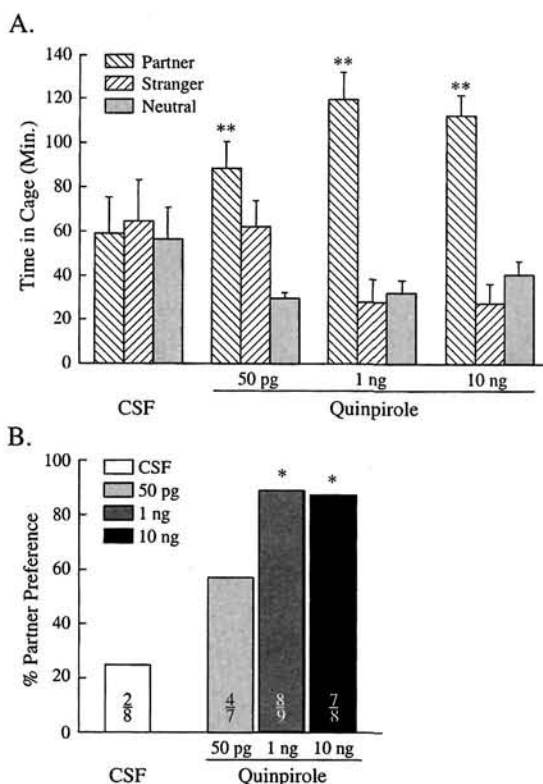 A.
140
120
100
80
60
40
20
0
Time in Cage (Min.)
Partner
Stranger
Neutral
**
**
**
50 pg
1 ng
10 ng
CSF
Quinpirole
B.
100
80
60
40
20
0
% Partner Preference
CSF
50 pg
1 ng
10 ng
*
*
2
8
4
7
8
9
7
8
50 pg
1 ng
10 ng
CSF
Quinpirole